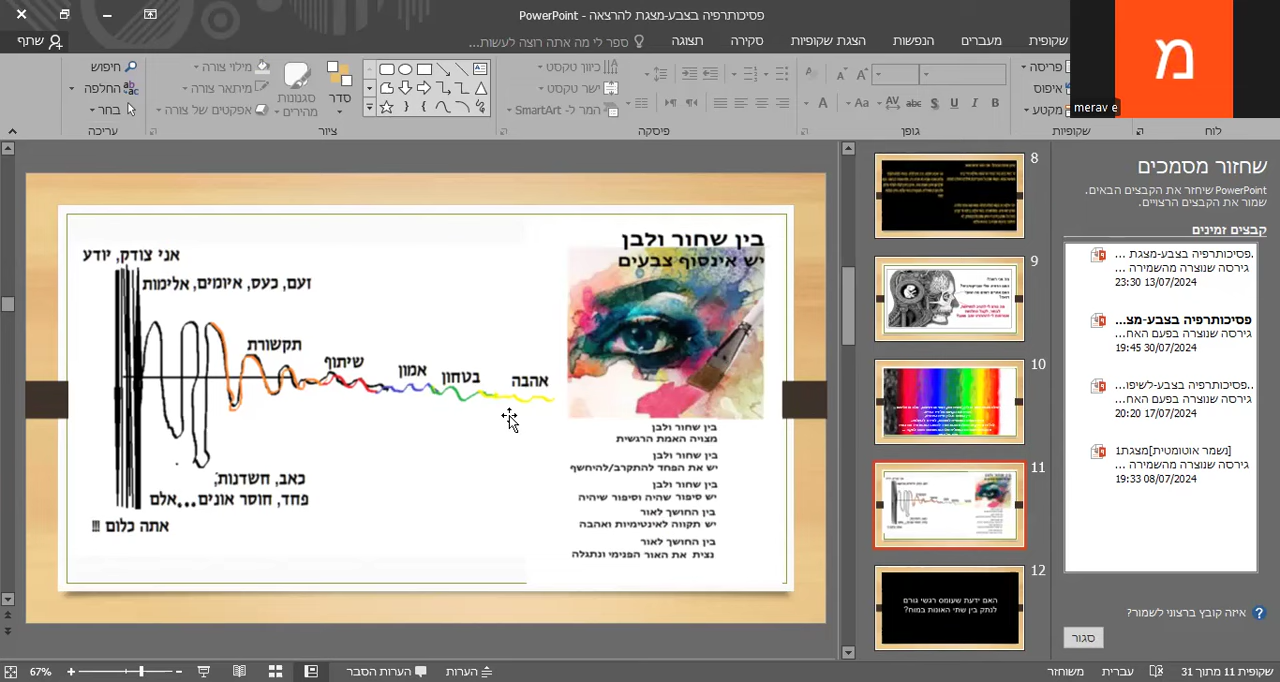 פסיכותרפיה בצבע-מצגת להרצאה - PowerPoint
שקופית
מעברים
הנפשות
הצגת שקופיות
סקירה
תצוגה
ספר לי מה אתה רוצה לעשות...
שתף
פריסה
איפוס
מקטע
שקופיות
לוח
גופן
פיסקה
כיוון טקסט
ישר טקסט
המר ל- SmartArt
סדר
סגנונות מהירים
מילוי צורה
מיתאר צורה
אפקטים של צורה
ציור
חיפוש
החלפה
בחר
עריכה
מ
merav e
שחזור מסמכים
PowerPoint שיחזר את הקבצים הבאים.
שמור את הקבצים הרצויים.
קבצים זמינים
פסיכותרפיה בצבע-מצגת ...
גירסה שנוצרה מהשמירה ...
23:30 13/07/2024
פסיכותרפיה בצבע-מצ...
גירסה שנוצרה בפעם האח...
19:45 30/07/2024
פסיכותרפיה בצבע-לשיפו...
גירסה שנוצרה בפעם האח...
20:20 17/07/2024
מצגת1[נשמר אוטומטית]
גירסה שנוצרה מהשמירה ...
19:33 08/07/2024
איזה קובץ ברצוני לשמור?
סגור
8
9
10
11
12
האם ידעת שעומס רגשי גורם
לנתק בין שתי האונות במוח?
בין שחור ולבן
יש אינסוף צבעים
אני צודק, יודע
זעם, כעס, איומים, אלימות
תקשורת
שיתוף
אמון
בטחון
אהבה
כאב, חשדנות,
פחד, חוסר אונים...אלם
אתה כלום !!!
בין שחור ולבן
מצויה האמת הרגשית
בין שחור ולבן
יש את הפחד להתקרב/להיחשף
בין שחור ולבן
יש סיפור שהיה וסיפור שיהיה
בין החושך לאור
יש תקווה לאינטימיות ואהבה
בין החושך לאור
נצית את האור הפנימי ונתגלה
שקופית 11 מתוך 31
עברית
משוחזר
הערות
הערות הסבר
67%